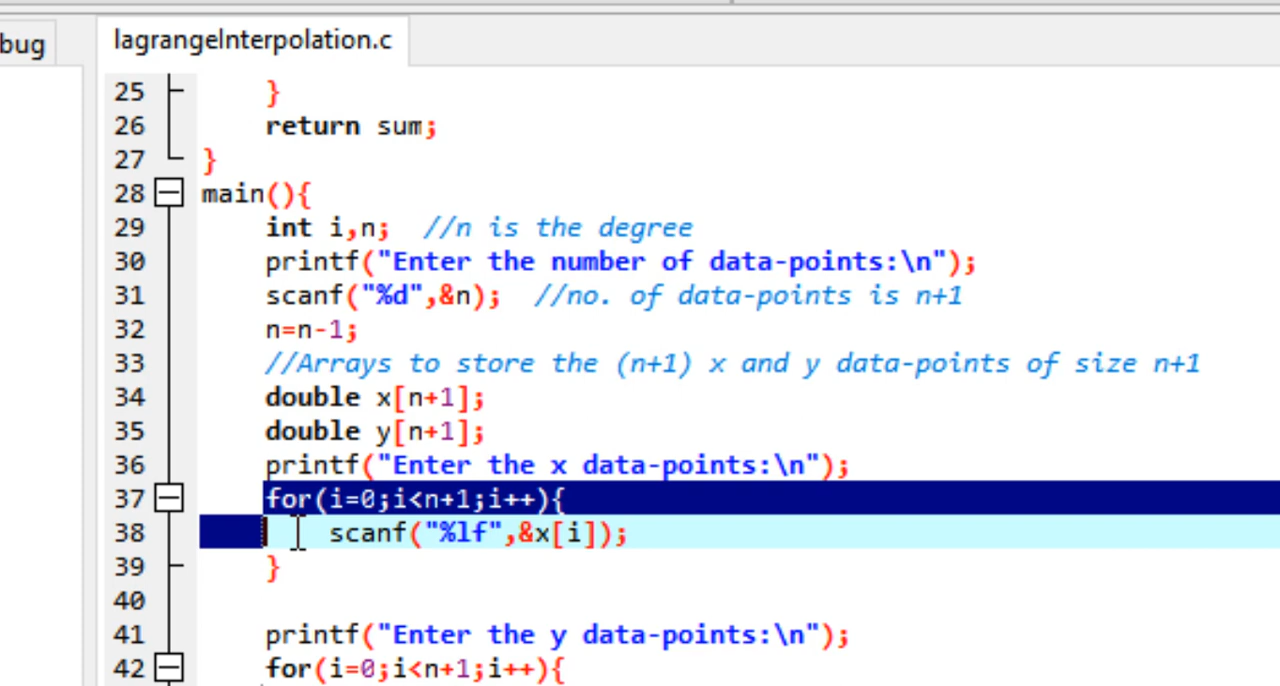 bug
lagrangeInterpolation.c
25 }
26 return sum;
27 }
28 main(){
29 int i,n; //n is the degree
30 printf("Enter the number of data-points:\n");
31 scanf("%d",&n); //no. of data-points is n+1
32 n=n-1;
33 //Arrays to store the (n+1) x and y data-points of size n+1
34 double x[n+1];
35 double y[n+1];
36 printf("Enter the x data-points:\n");
37 for(i=0;i<n+1;i++){
38 scanf("%lf",&x[i]);
39 }
40
41 printf("Enter the y data-points:\n");
42 for(i=0;i<n+1;i++){